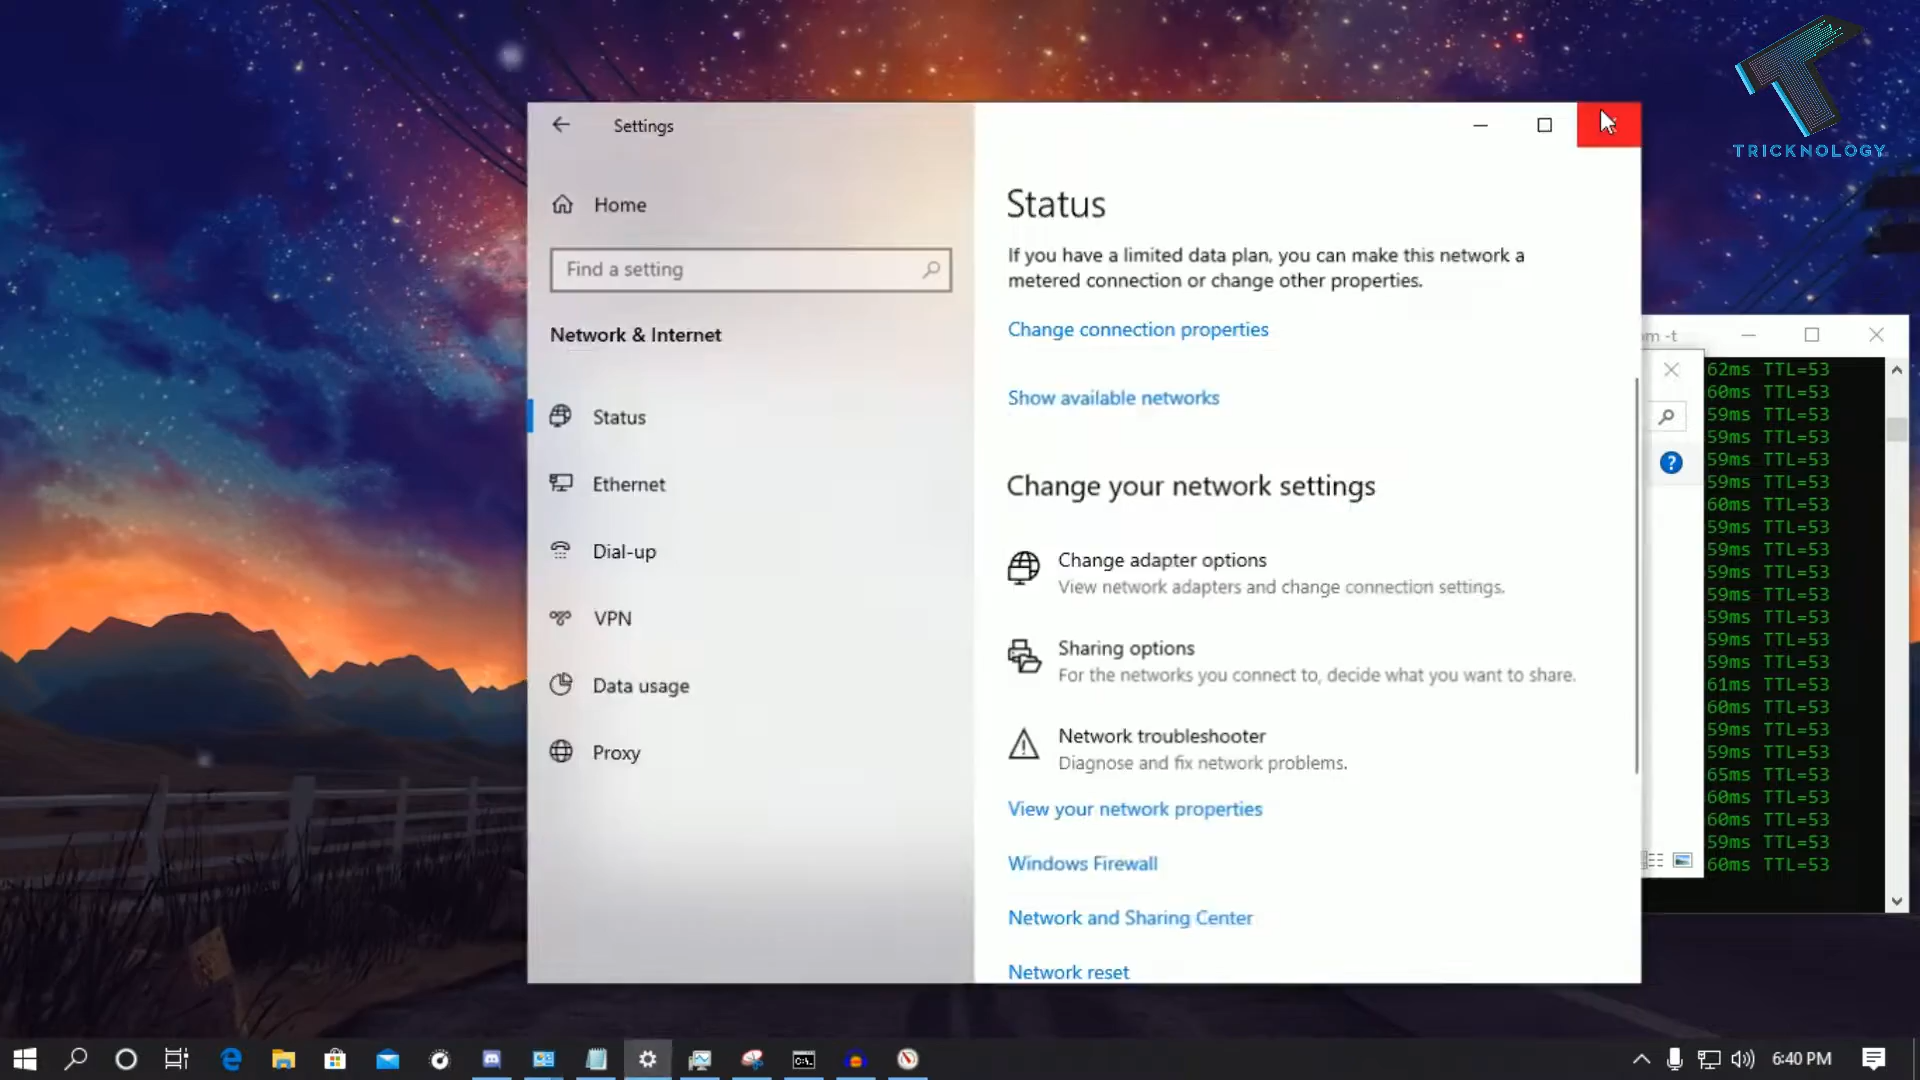 TRICKNOLOGY
Settings
Home
Find a setting
Network & Internet
Status
Ethernet
Dial-up
VPN
Data usage
Proxy
Status
If you have a limited data plan, you can make this network a
metered connection or change other properties.
Change connection properties
Show available networks
Change your network settings
Change adapter options
View network adapters and change connection settings.
Sharing options
For the networks you connect to, decide what you want to share.
Network troubleshooter
Diagnose and fix network problems.
View your network properties
Windows Firewall
Network and Sharing Center
Network reset
om -t
62ms TTL=53
60ms TTL=53
59ms TTL=53
59ms TTL=53
59ms TTL=53
59ms TTL=53
60ms TTL=53
59ms TTL=53
59ms TTL=53
59ms TTL=53
59ms TTL=53
59ms TTL=53
59ms TTL=53
59ms TTL=53
61ms TTL=53
60ms TTL=53
59ms TTL=53
59ms TTL=53
65ms TTL=53
60ms TTL=53
60ms TTL=53
59ms TTL=53
60ms TTL=53
6:40 PM